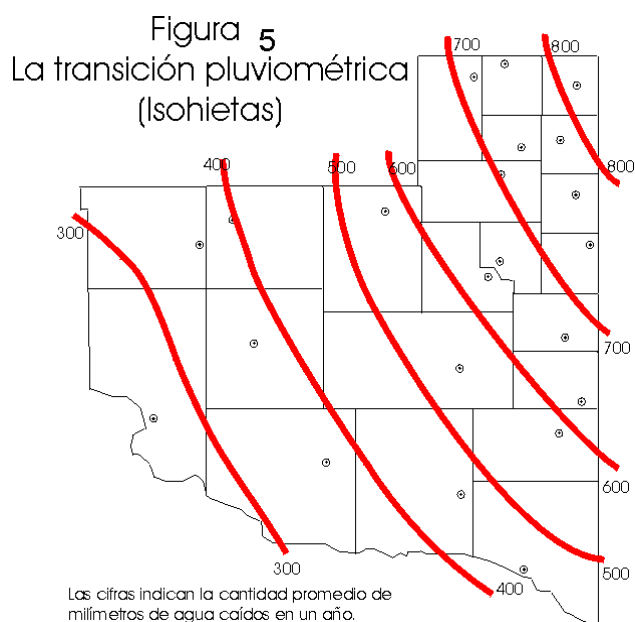 Figura 5
La transición pluviométrica
(Isohietas)
700
800
400
500
600
800
300
700
600
500
300
400
Las cifras indican la cantidad promedio de
milímetros de agua caídos en un año.